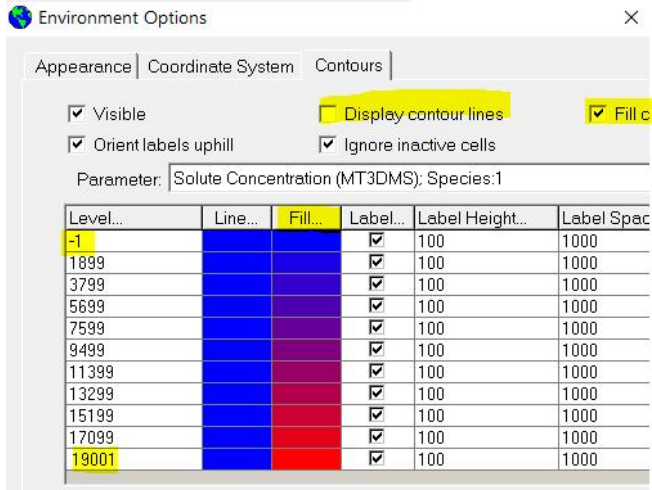 Environment Options
Appearance Coordinate System Contours
Visible Display contour lines Fill c
Orient labels uphill Ignore inactive cells
Parameter: Solute Concentration (MT3DMS); Species:1
Level... Line... Fill... Label... Label Height... Label Spac
-1 100 1000
1899 100 1000
3799 100 1000
5699 100 1000
7599 100 1000
9499 100 1000
11399 100 1000
13299 100 1000
15199 100 1000
17099 100 1000
19001 100 1000